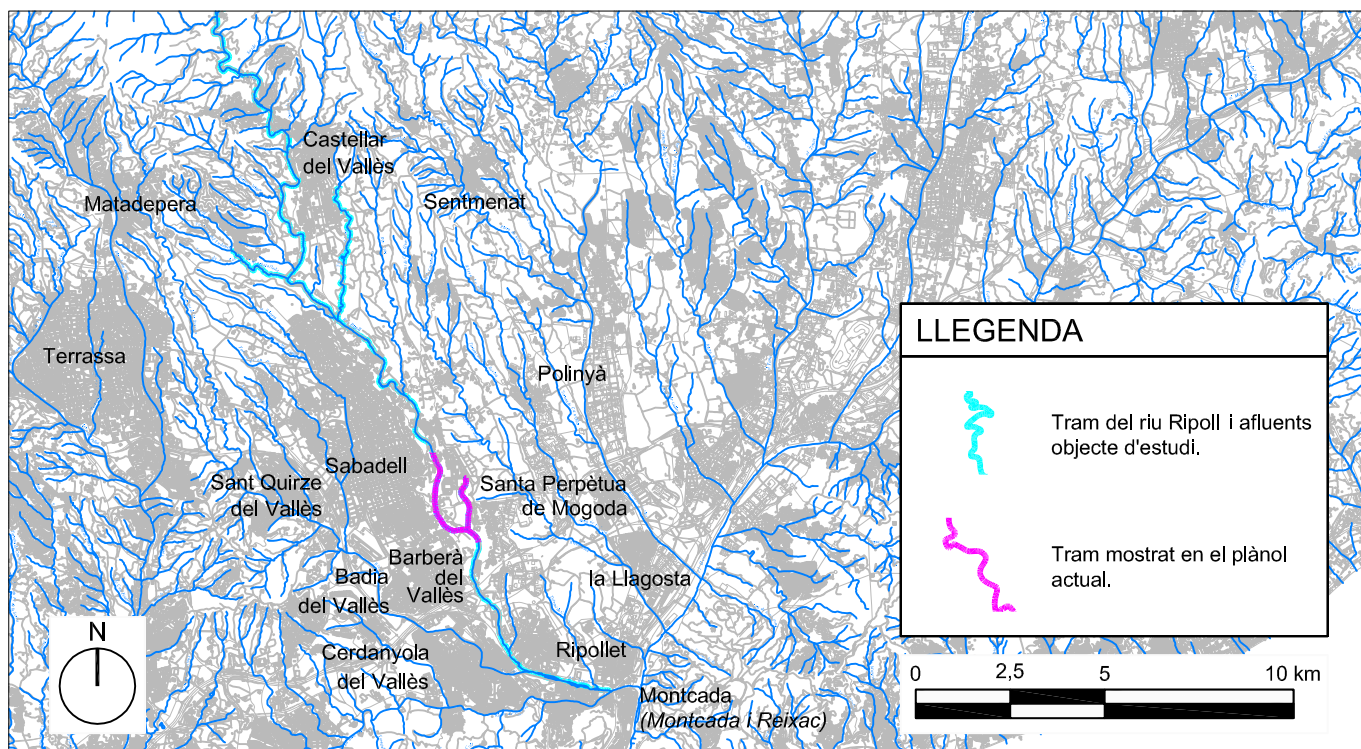 Castellar
del Vallès
Matadepera
Sentmenat
Terrassa
Polinyà
Sabadell
Sant Quirze
del Vallès
Santa Perpètua
de Mogoda
Barberà
del
Vallès
Badia
del Vallès
la Llagosta
Cerdanyola
del Vallès
Ripollet
Montcada
(Montcada i Reixac)
N
LLEGENDA
Tram del riu Ripoll i afluents
objecte d'estudi.
Tram mostrat en el plànol
actual.
0 2,5 5 10 km